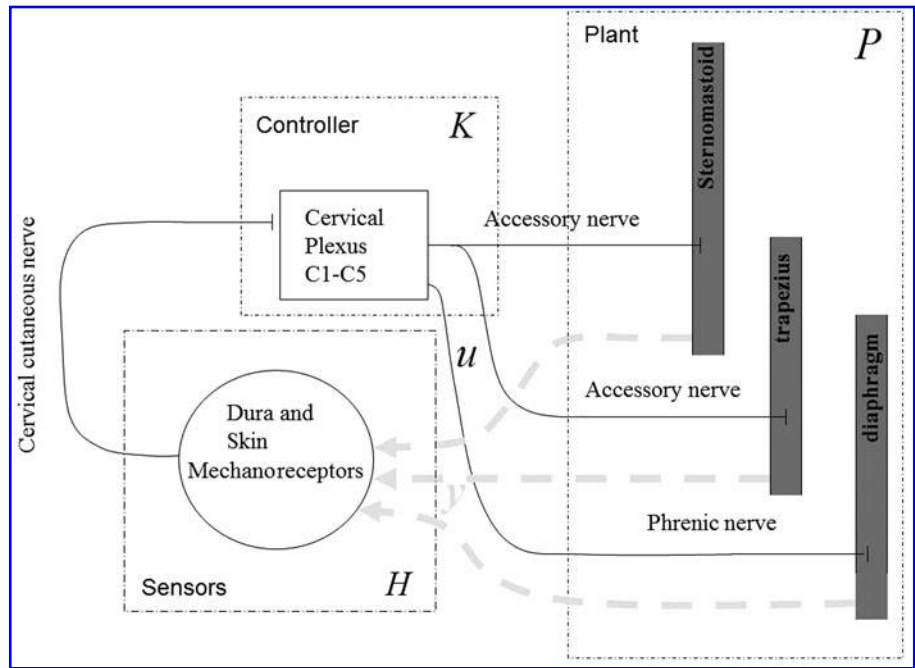 Plant
P
Controller
K
Sternomastoid
Cervical
Plexus
C1-C5
Accessory nerve
trapezius
Cervical cutaneous nerve
u
diaphragm
Accessory nerve
Dura and
Skin
Mechanoreceptors
y
Phrenic nerve
Sensors
H